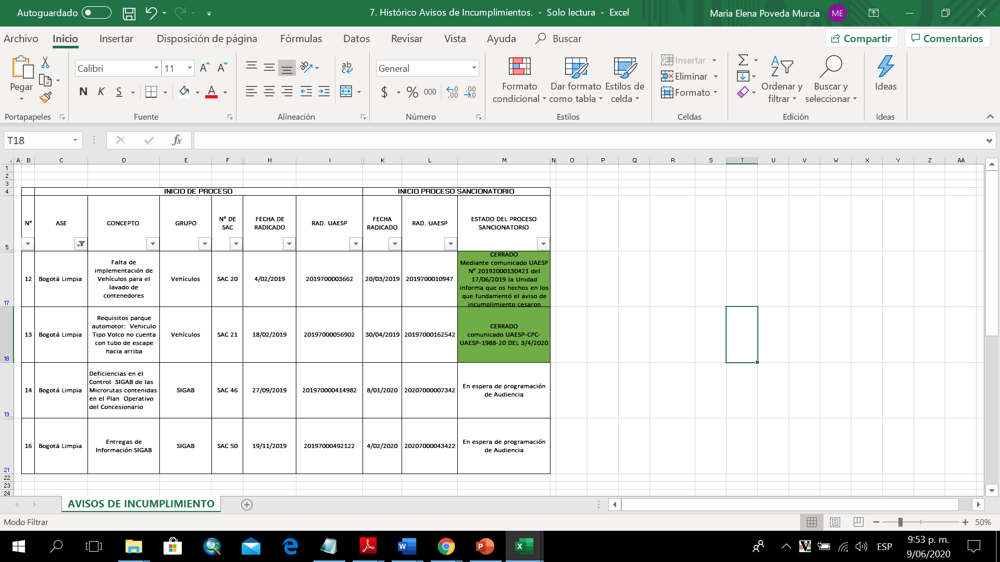 Autoguardado
7. Histórico Avisos de Incumplimientos. - Solo lectura - Excel
Maria Elena Poveda Murcia ME
Archivo Inicio Insertar Disposición de página Fórmulas Datos Revisar Vista Ayuda Buscar
Compartir Comentarios
Pegar
Calibri 11
N K S
General
$ % 000
Formato condicional
Dar formato como tabla
Estilos de celda
Insertar
Eliminar
Formato
Ordenar y filtrar
Buscar y seleccionar
Ideas
Portapapeles Fuente Alineación Número Estilos Celdas Edición Ideas
T18 fx
A B C D E F H I K L M N O P Q R S T U V W X Y Z AA
1
2
3
4 INICIO DE PROCESO INICIO PROCESO SANCIONATORIO
5
N°
ASE
CONCEPTO
GRUPO
N° DE
SAC
FECHA DE
RADICADO
RAD. UAESP
FECHA
RADICADO
RAD. UAESP
ESTADO DEL PROCESO
SANCIONATORIO
17
12
Bogotá Limpia
Falta de
implementación de
Vehículos para el
lavado de
contenedores
Vehículos
SAC 20
4/02/2019
2019700003662
20/03/2019
2019700010947
CERRADO
Mediante comunicado UAESP
N° 20192000130421 del
17/06/2019 la Unidad
informa que os hechos en los
que fundamentó el aviso de
incumplimiento cesaron
18
13
Bogotá Limpia
Requisitos parque
automotor: Vehiculo
Tipo Volco no cuenta
con tubo de escape
hacia arriba
Vehículos
SAC 21
18/02/2019
20197000056902
30/04/2019
20197000162542
CERRADO
comunicado UAESP-CPC-
UAESP-1988-20 DEL 3/4/2020
19
14
Bogotá Limpia
Deficiencias en el
Control SIGAB de las
Microrutas contenidas
en el Plan Operativo
del Concesionario
SIGAB
SAC 46
27/09/2019
201970000414982
8/01/2020
20207000007342
En espera de programación
de Audiencia
21
16
Bogotá Limpia
Entregas de
Información SIGAB
SIGAB
SAC 50
19/11/2019
20197000492122
4/02/2020
20207000043422
En espera de programación
de Audiencia
22
23
24
AVISOS DE INCUMPLIMIENTO
Modo Filtrar
50%
ESP
9:53 p. m.
9/06/2020